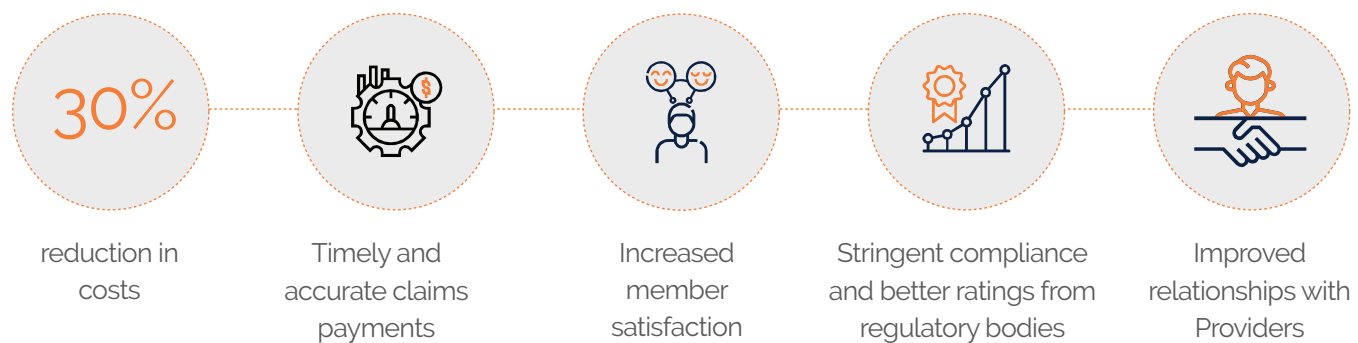 30%
reduction in
costs
$
Timely and
accurate claims
payments
Increased
member
satisfaction
Stringent compliance
and better ratings from
regulatory bodies
Improved
relationships with
Providers